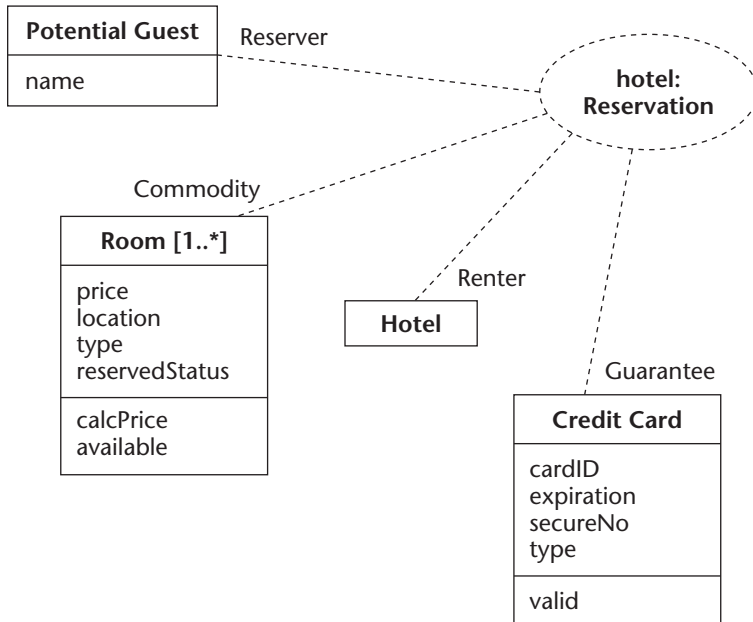 Potential Guest
name
Reserver
hotel:
Reservation
Commodity
Room [1..*]
price
location
type
reservedStatus
calcPrice
available
Renter
Hotel
Guarantee
Credit Card
cardID
expiration
secureNo
type
valid